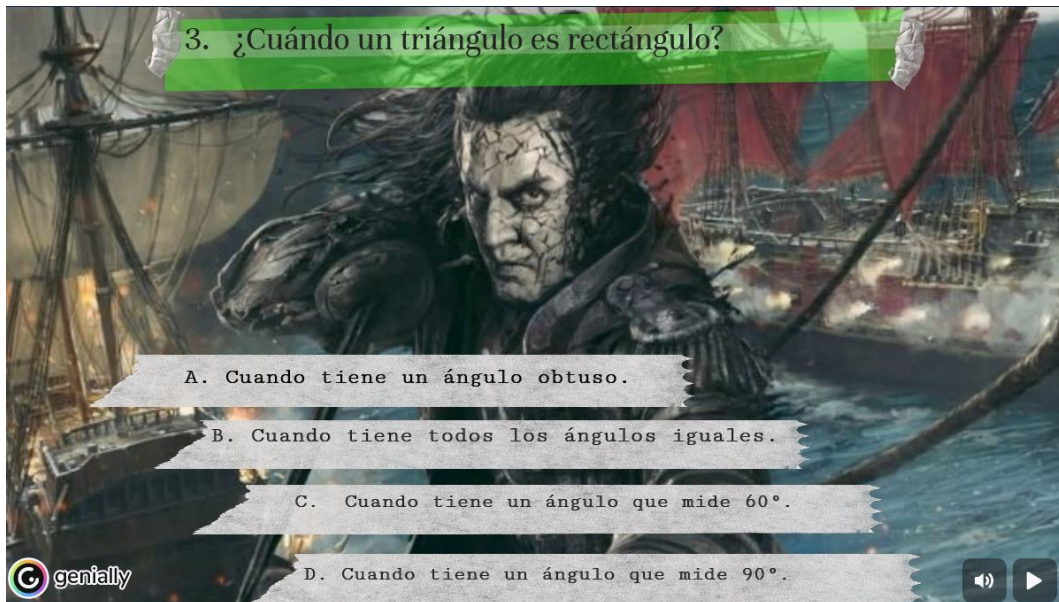 3. ¿Cuándo un triángulo es rectángulo?
A. Cuando tiene un ángulo obtuso.
B. Cuando tiene todos los ángulos iguales.
C. Cuando tiene un ángulo que mide 60°.
D. Cuando tiene un ángulo que mide 90°.
genially